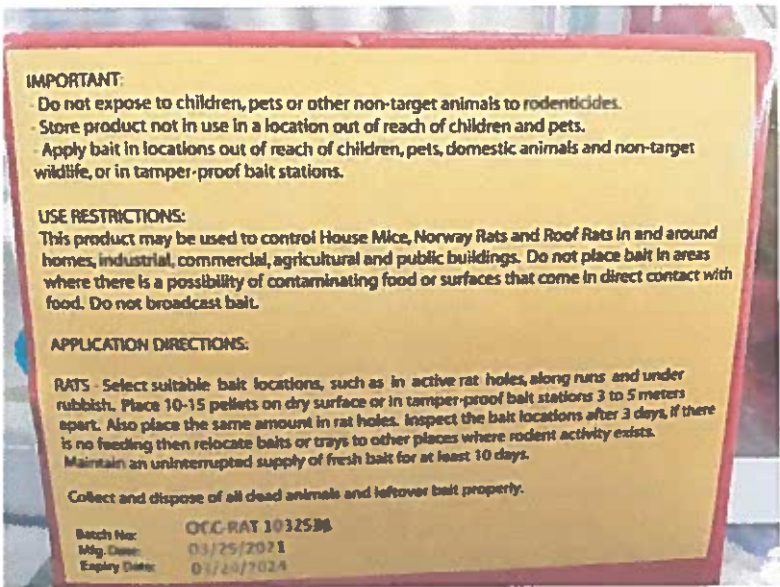 IMPORTANT:
- Do not expose to children, pets or other non-target animals to rodenticides.
- Store product not in use in a location out of reach of children and pets.
- Apply bait in locations out of reach of children, pets, domestic animals and non-target
wildlife, or in tamper-proof bait stations.
USE RESTRICTIONS:
This product may be used to control House Mice, Norway Rats and Roof Rats in and around
homes, industrial, commercial, agricultural and public buildings. Do not place bait in areas
where there is a possibility of contaminating food or surfaces that come in direct contact with
food. Do not broadcast bait.
APPLICATION DIRECTIONS:
RATS - Select suitable bait locations, such as in active rat holes, along runs and under
rubbish. Place 10-15 pellets on dry surface or in tamper-proof bait stations 3 to 5 meters
apart. Also place the same amount in rat holes. Inspect the bait locations after 3 days, if there
is no feeding then relocate baits or trays to other places where rodent activity exists.
Maintain an uninterrupted supply of fresh bait for at least 10 days.
Collect and dispose of all dead animals and leftover bait properly.
Batch No: OCC-RAT
Mfg. Date: 03/25/2021
Expiry Date: 03/24/2024